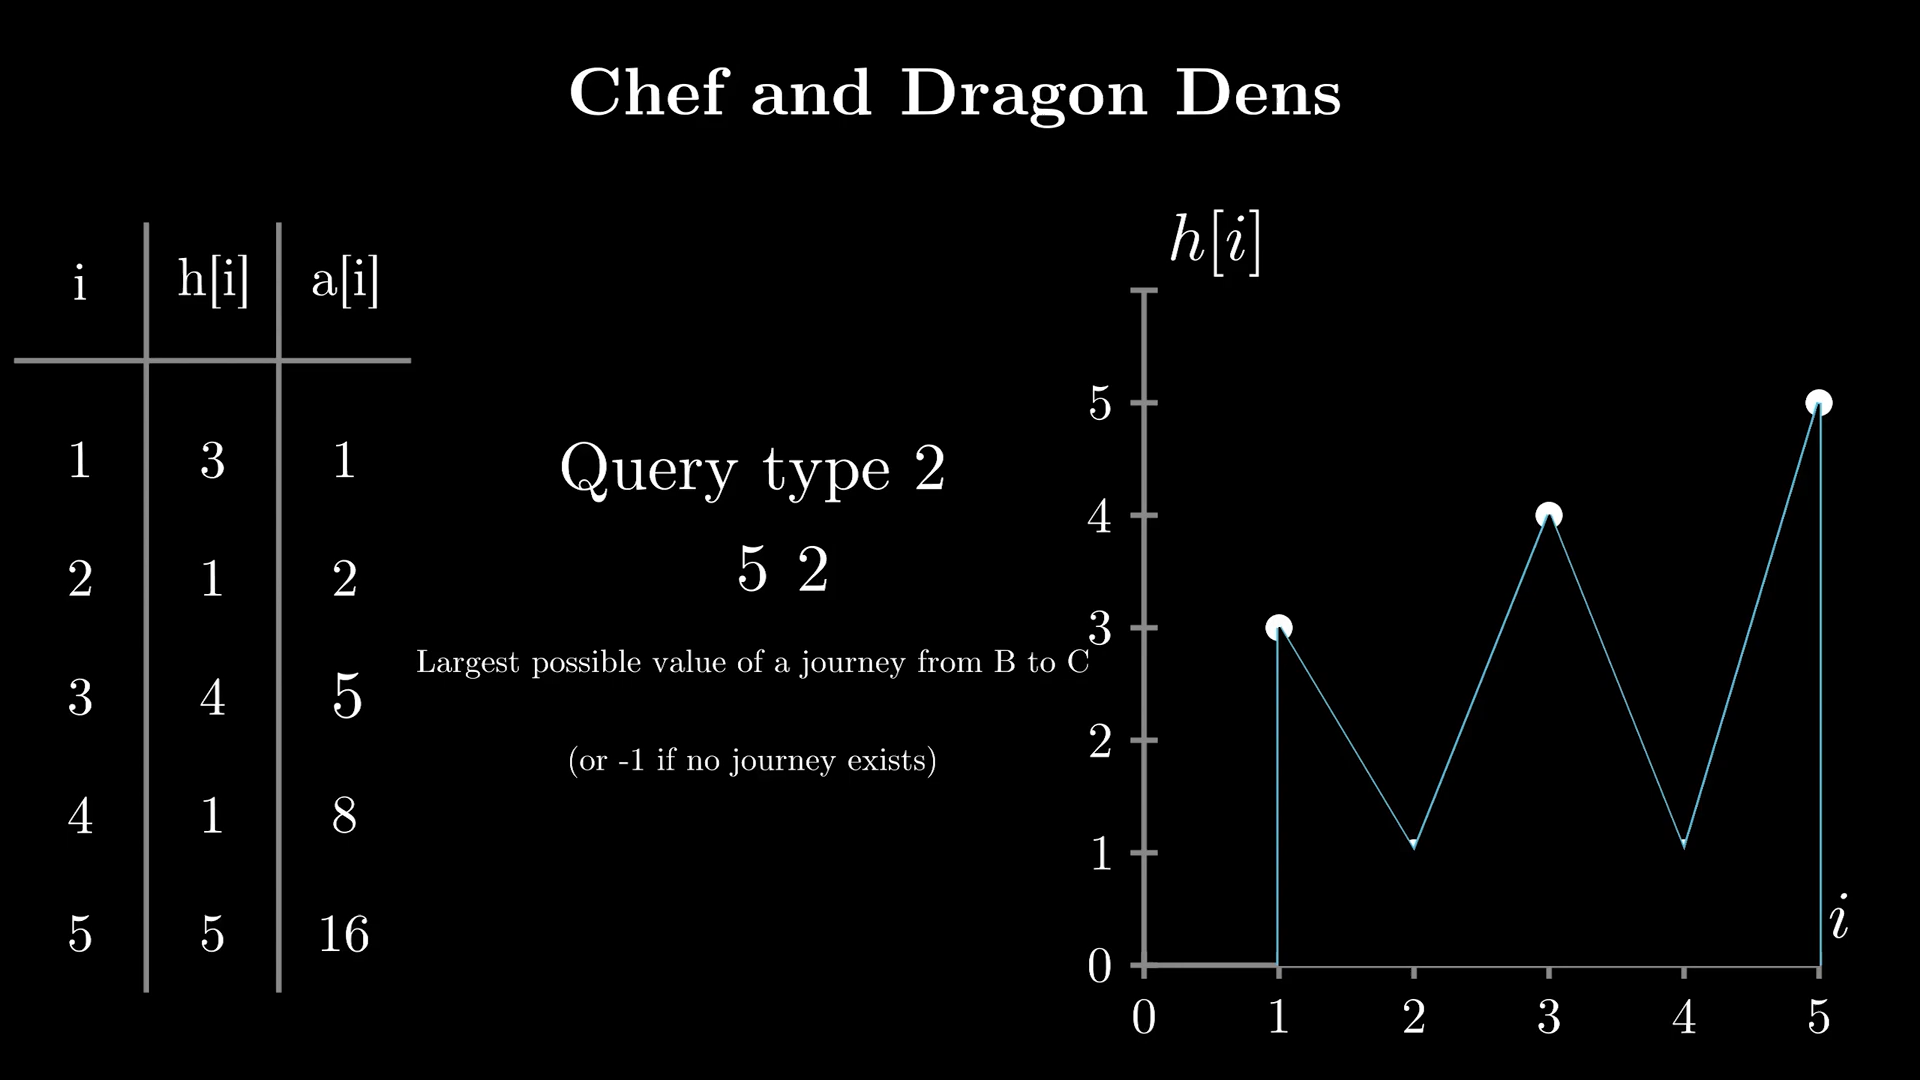 Chef and Dragon Dens
i h[i] a[i]
1 3 1
2 1 2
3 4 5
4 1 8
5 5 16
Query type 2
5 2
Largest possible value of a journey from B to C
(or -1 if no journey exists)
h[i]
5
4
3
2
1
0
i
0 1 2 3 4 5